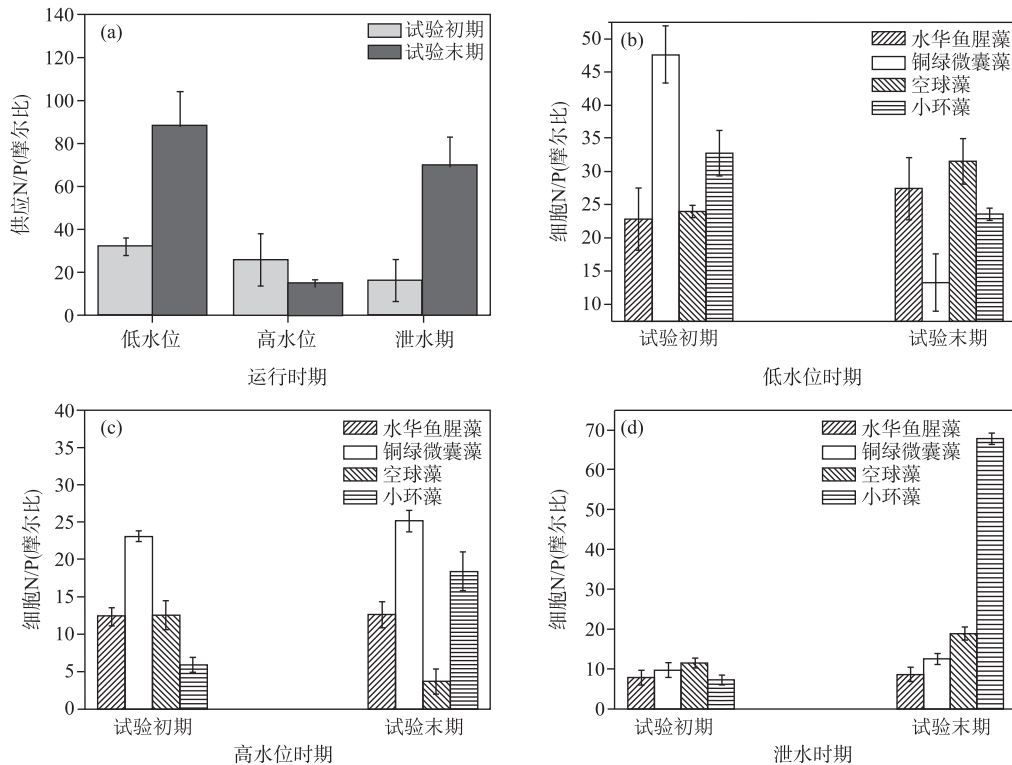 (a)
试验初期
试验末期
140
120
100
80
60
40
20
0
供应N/P(摩尔比)
低水位 高水位 泄水期
运行时期
(b)
水华鱼腥藻
铜绿微囊藻
空球藻
小环藻
50
45
40
35
30
25
20
15
10
细胞N/P(摩尔比)
试验初期 试验末期
低水位时期
(c)
水华鱼腥藻
铜绿微囊藻
空球藻
小环藻
40
35
30
25
20
15
10
5
0
细胞N/P(摩尔比)
试验初期 试验末期
高水位时期
(d)
水华鱼腥藻
铜绿微囊藻
空球藻
小环藻
70
60
50
40
30
20
10
0
细胞N/P(摩尔比)
试验初期 试验末期
泄水时期